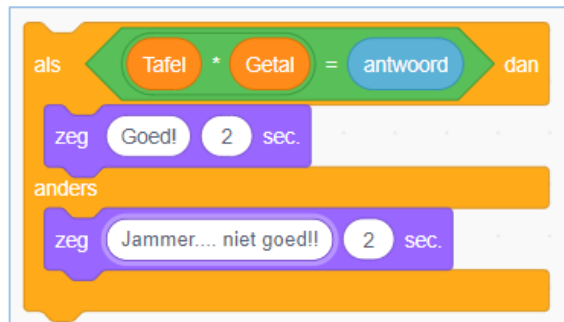 als Tafel * Getal = antwoord dan
zeg Goed! 2 sec.
anders
zeg Jammer.... niet goed!! 2 sec.